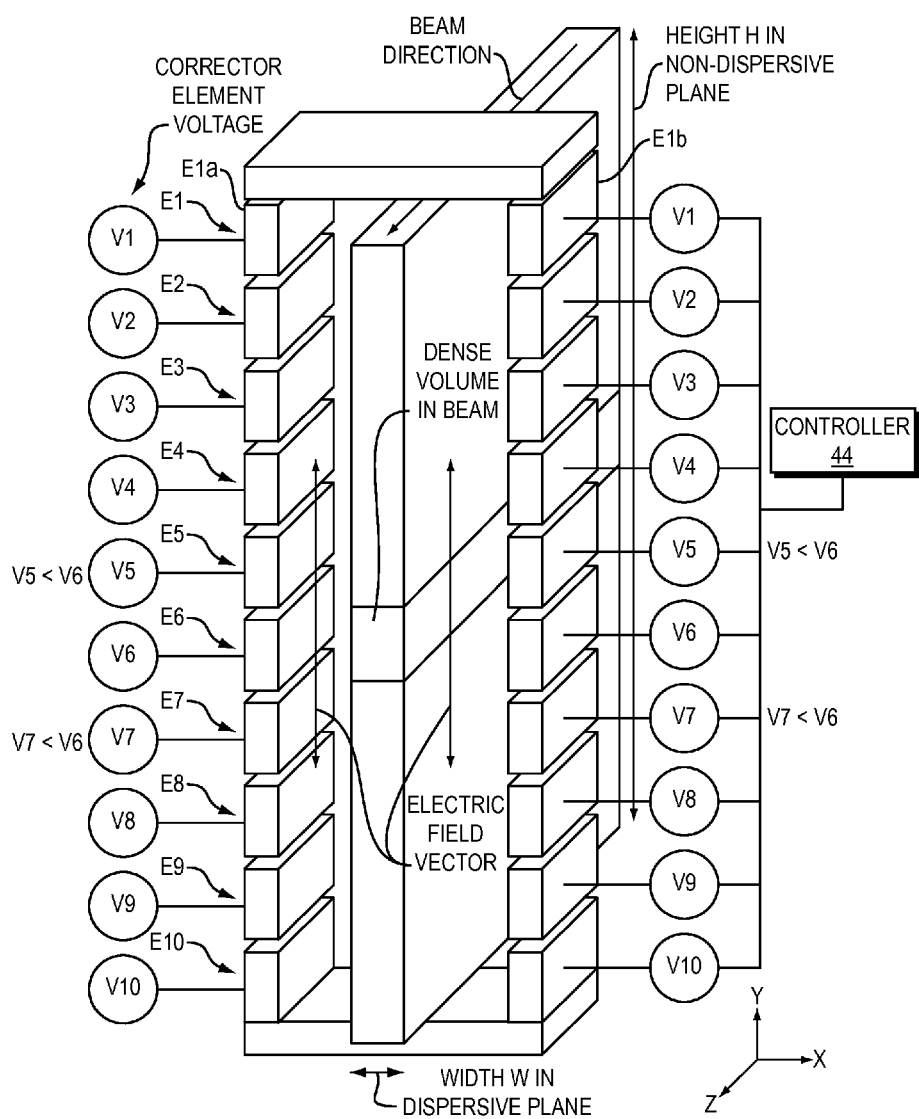 BEAM
DIRECTION
HEIGHT H IN
NON-DISPERSIVE
PLANE
CORRECTOR
ELEMENT
VOLTAGE
E1a
E1b
E1
V1
V1
E2
V2
V2
E3
V3
V3
DENSE
VOLUME
IN BEAM
E4
V4
V4
CONTROLLER
44
E5
V5 < V6
V5
V5
V5 < V6
E6
V6
V6
E7
V7 < V6
V7
V7
V7 < V6
E8
V8
V8
ELECTRIC
FIELD
VECTOR
E9
V9
V9
E10
V10
V10
Y
X
Z
WIDTH W IN
DISPERSIVE PLANE